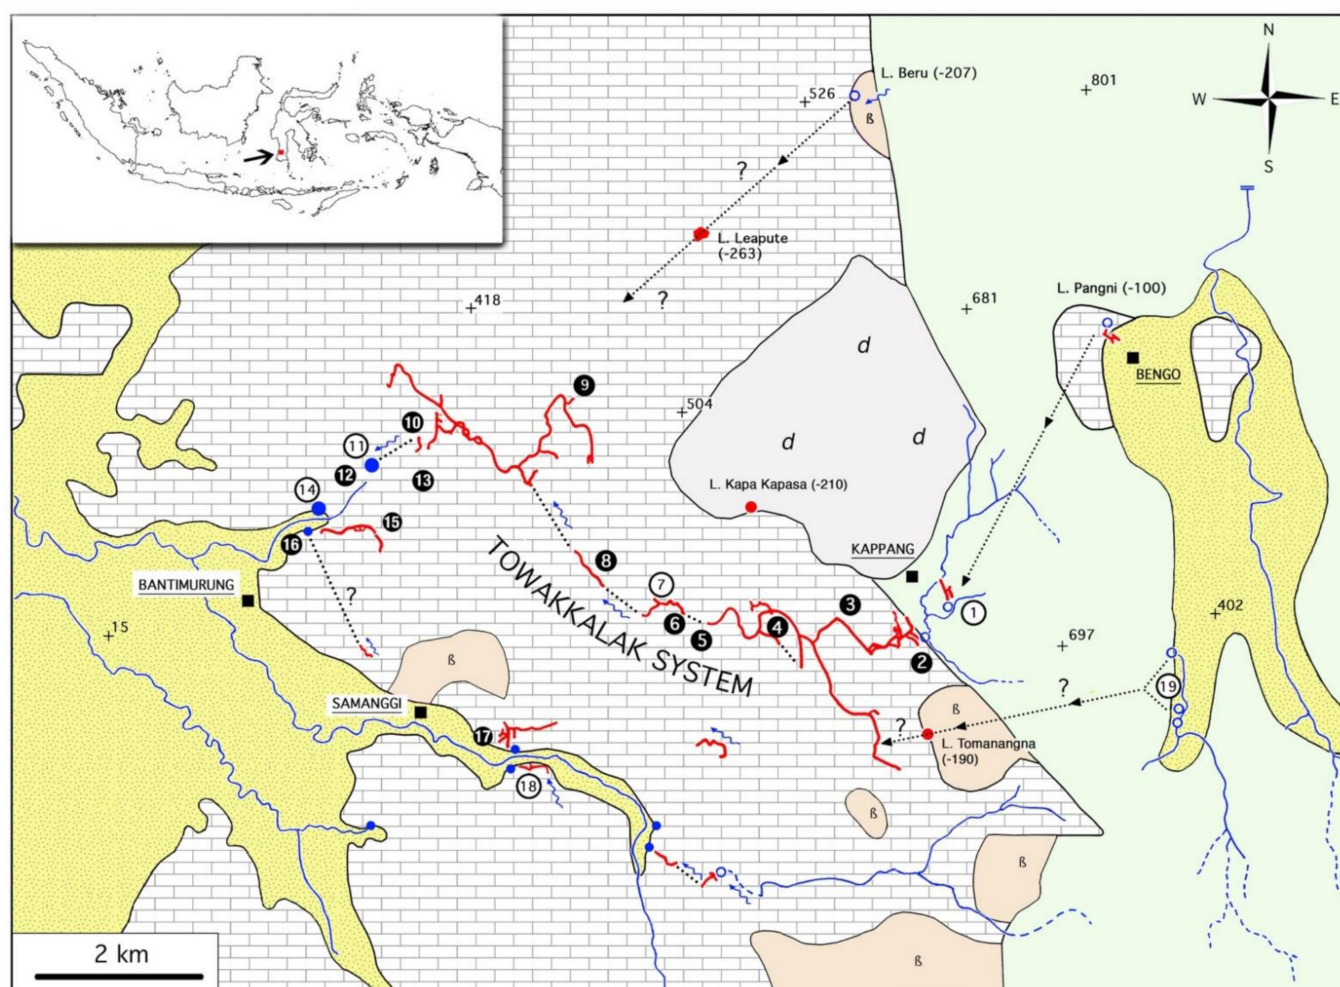 N
W
E
S
L. Beru (-207)
526
801
ß
?
L. Leapute
(-263)
?
418
681
L. Pangni (-100)
BENGO
d
d
d
504
L. Kapa Kapasa (-210)
KAPPANG
9
10
11
12
13
14
15
16
BANTIMURUNG
?
15
8
7
6
5
4
3
2
1
TOWAKKALAK SYSTEM
402
697
19
?
?
L. Tomanangna
(-190)
ß
ß
SAMANGGI
17
18
ß
ß
ß
2 km